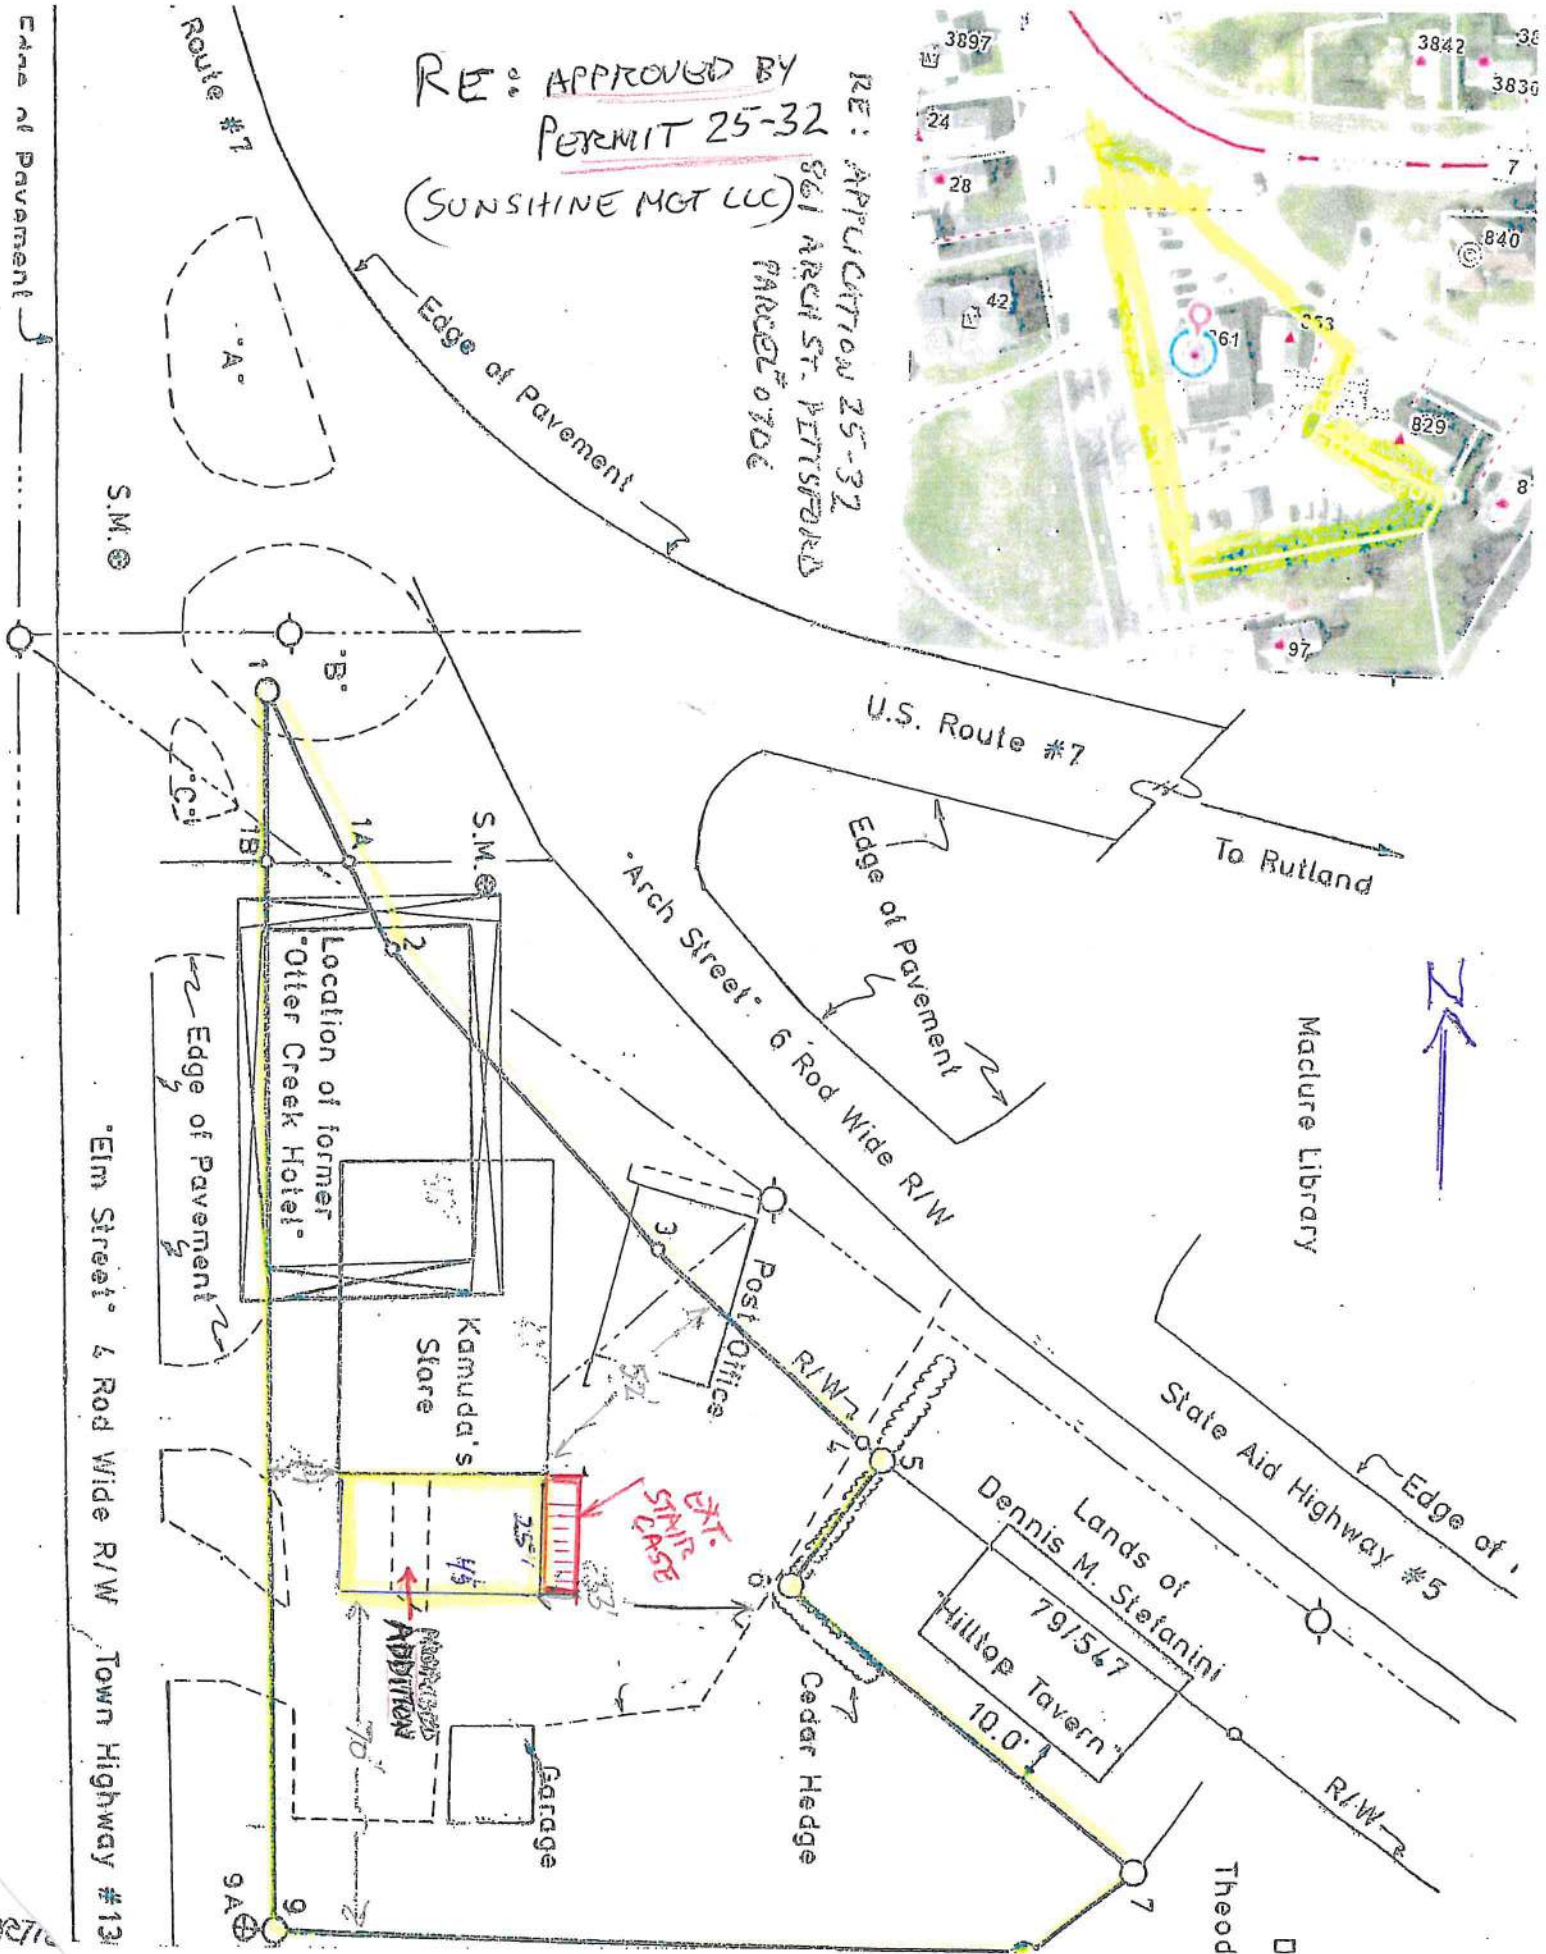 RE: APPROVED BY
PERMIT 25-32
(SUNSHINE MGT LLC)
RE: APPLICATION 25-32
861 ARCH ST. PITTSFORD
PARCEL #
3897
24
28
42
3842
3830
7
840
861
853
829
97
Route #7
Edge of Pavement
Edge of Pavement
"A"
"B"
"C"
S.M.
S.M.
1
1A
1B
2
3
4
5
6
7
9
9A
U.S. Route #7
To Rutland
Edge of Pavement
"Arch Street" 6 Rod Wide R/W
N
Maclure Library
State Aid Highway #5
Edge of
Location of former
"Otter Creek Hotel"
Edge of Pavement
Post Office
52'
Kamuda's
Store
R/W
EXT.
STAIR
CASE
25'
45
33'
PROPOSED
ADDITION
70'
Garage
Cedar Hedge
Lands of
Dennis M. Stefanini
79/547
"Hilltop Tavern"
10.0'
R/W
Theod
D
"Elm Street" 4 Rod Wide R/W Town Highway #13